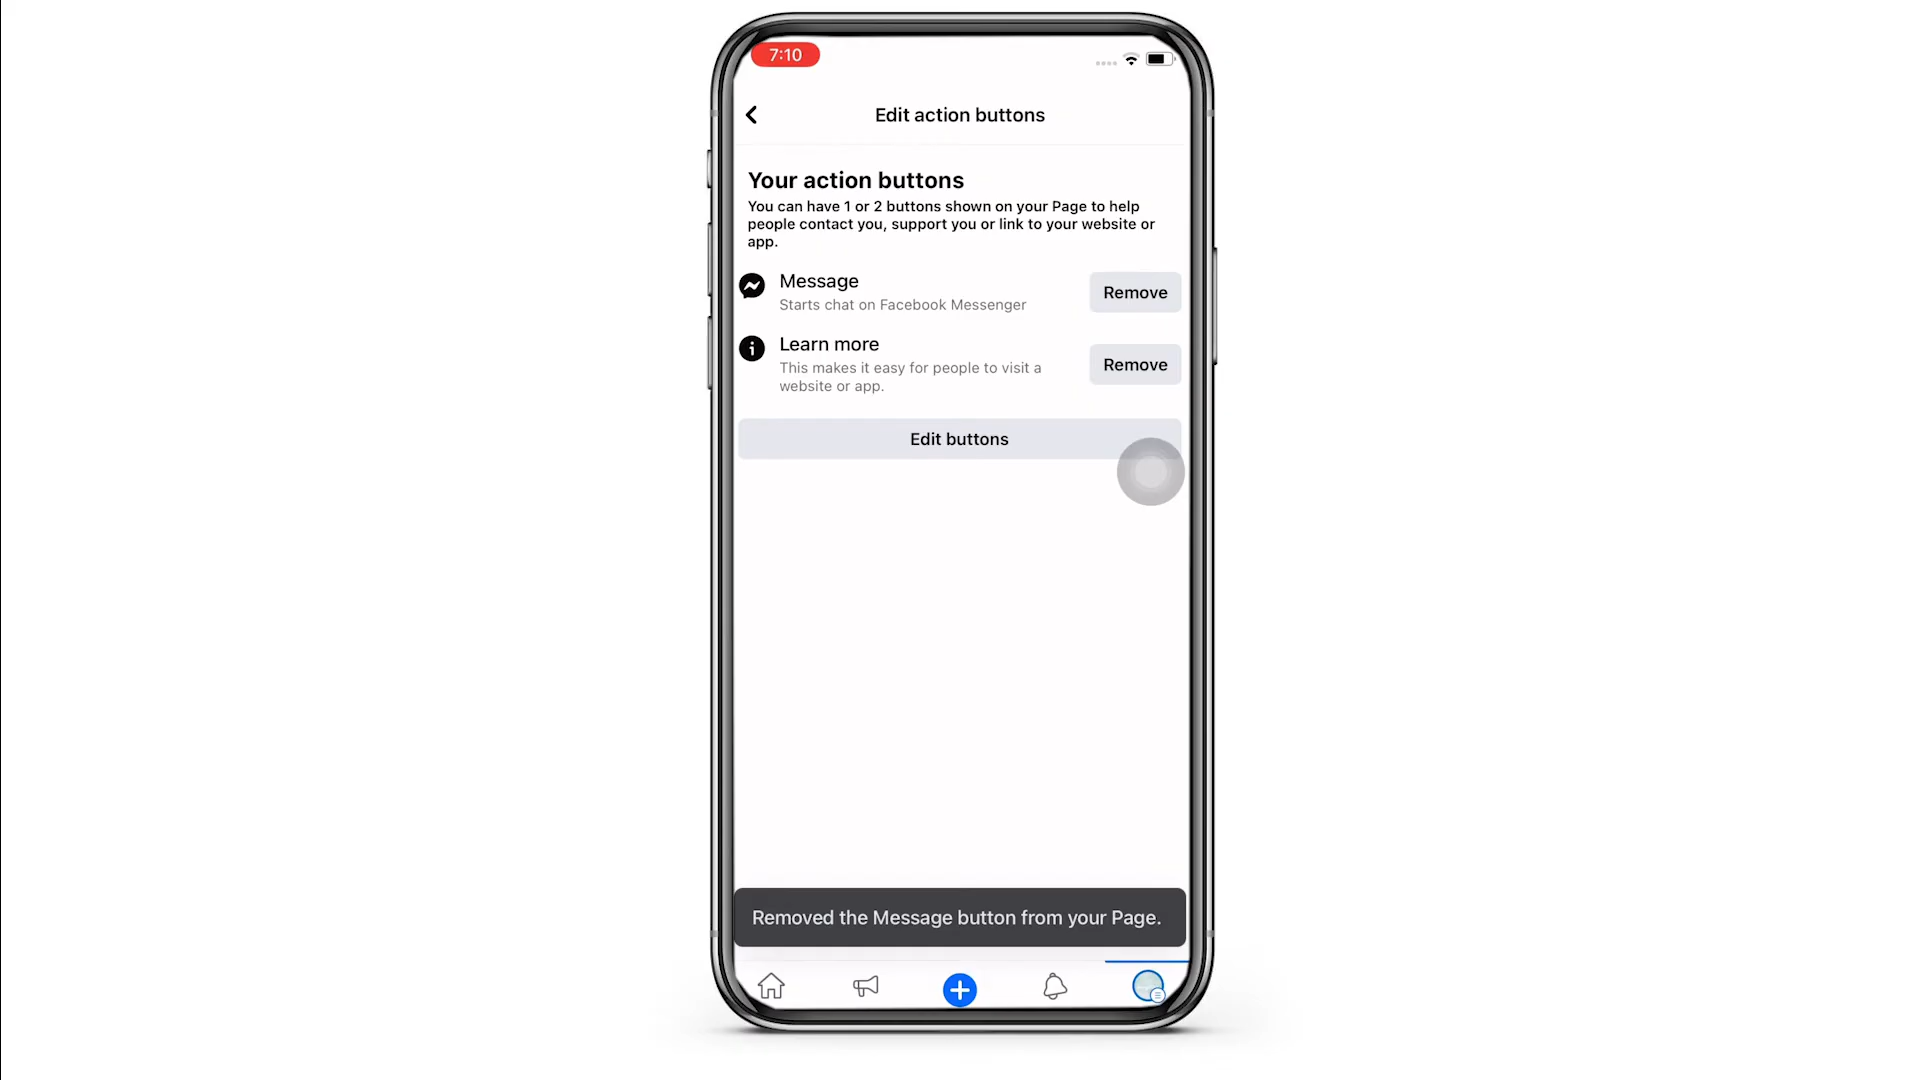 7:10
Edit action buttons
Your action buttons
You can have 1 or 2 buttons shown on your Page to help
people contact you, support you or link to your website or
app.
Message
Starts chat on Facebook Messenger
Remove
Learn more
This makes it easy for people to visit a
website or app.
Remove
Edit buttons
Removed the Message button from your Page.